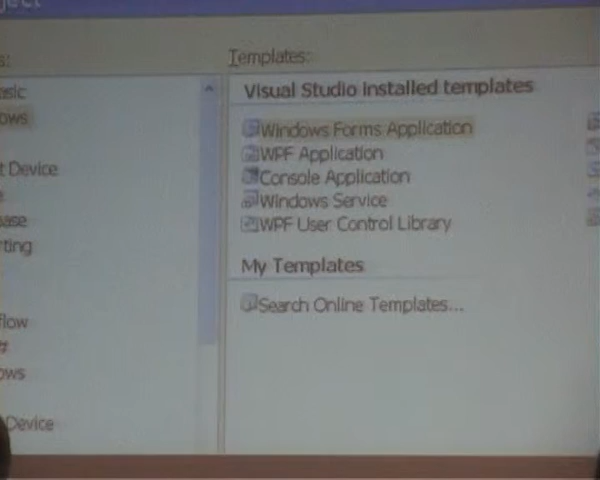 Templates:
Visual Studio installed templates
Windows Forms Application
WPF Application
Console Application
Windows Service
WPF User Control Library
My Templates
Search Online Templates...
t Device
Device